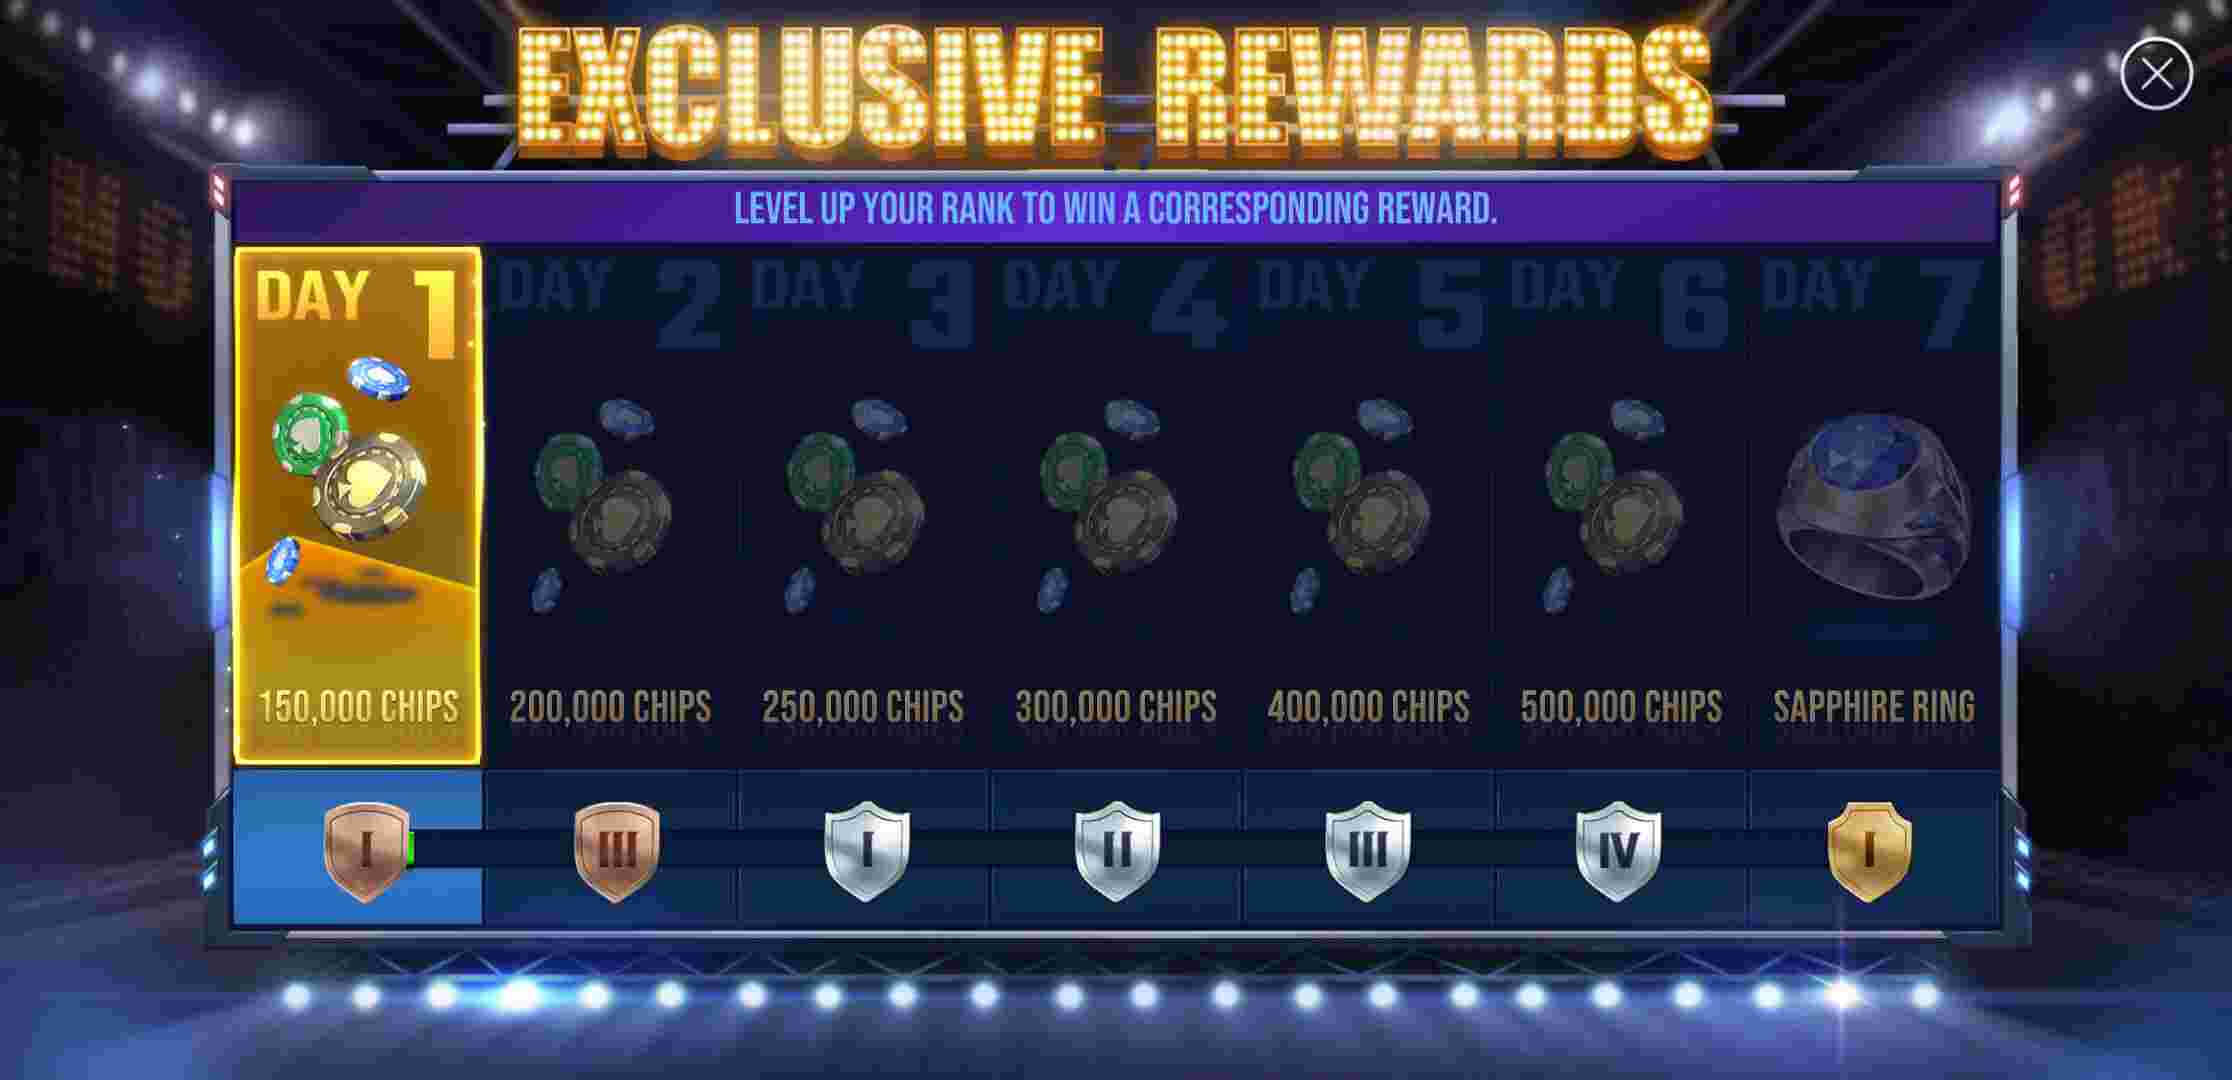 EXCLUSIVE REWARDS
LEVEL UP YOUR RANK TO WIN A CORRESPONDING REWARD.
DAY 1
DAY 2
DAY 3
DAY 4
DAY 5
DAY 6
DAY 7
150,000 CHIPS
200,000 CHIPS
250,000 CHIPS
300,000 CHIPS
400,000 CHIPS
500,000 CHIPS
SAPPHIRE RING
I
III
I
II
III
IV
I